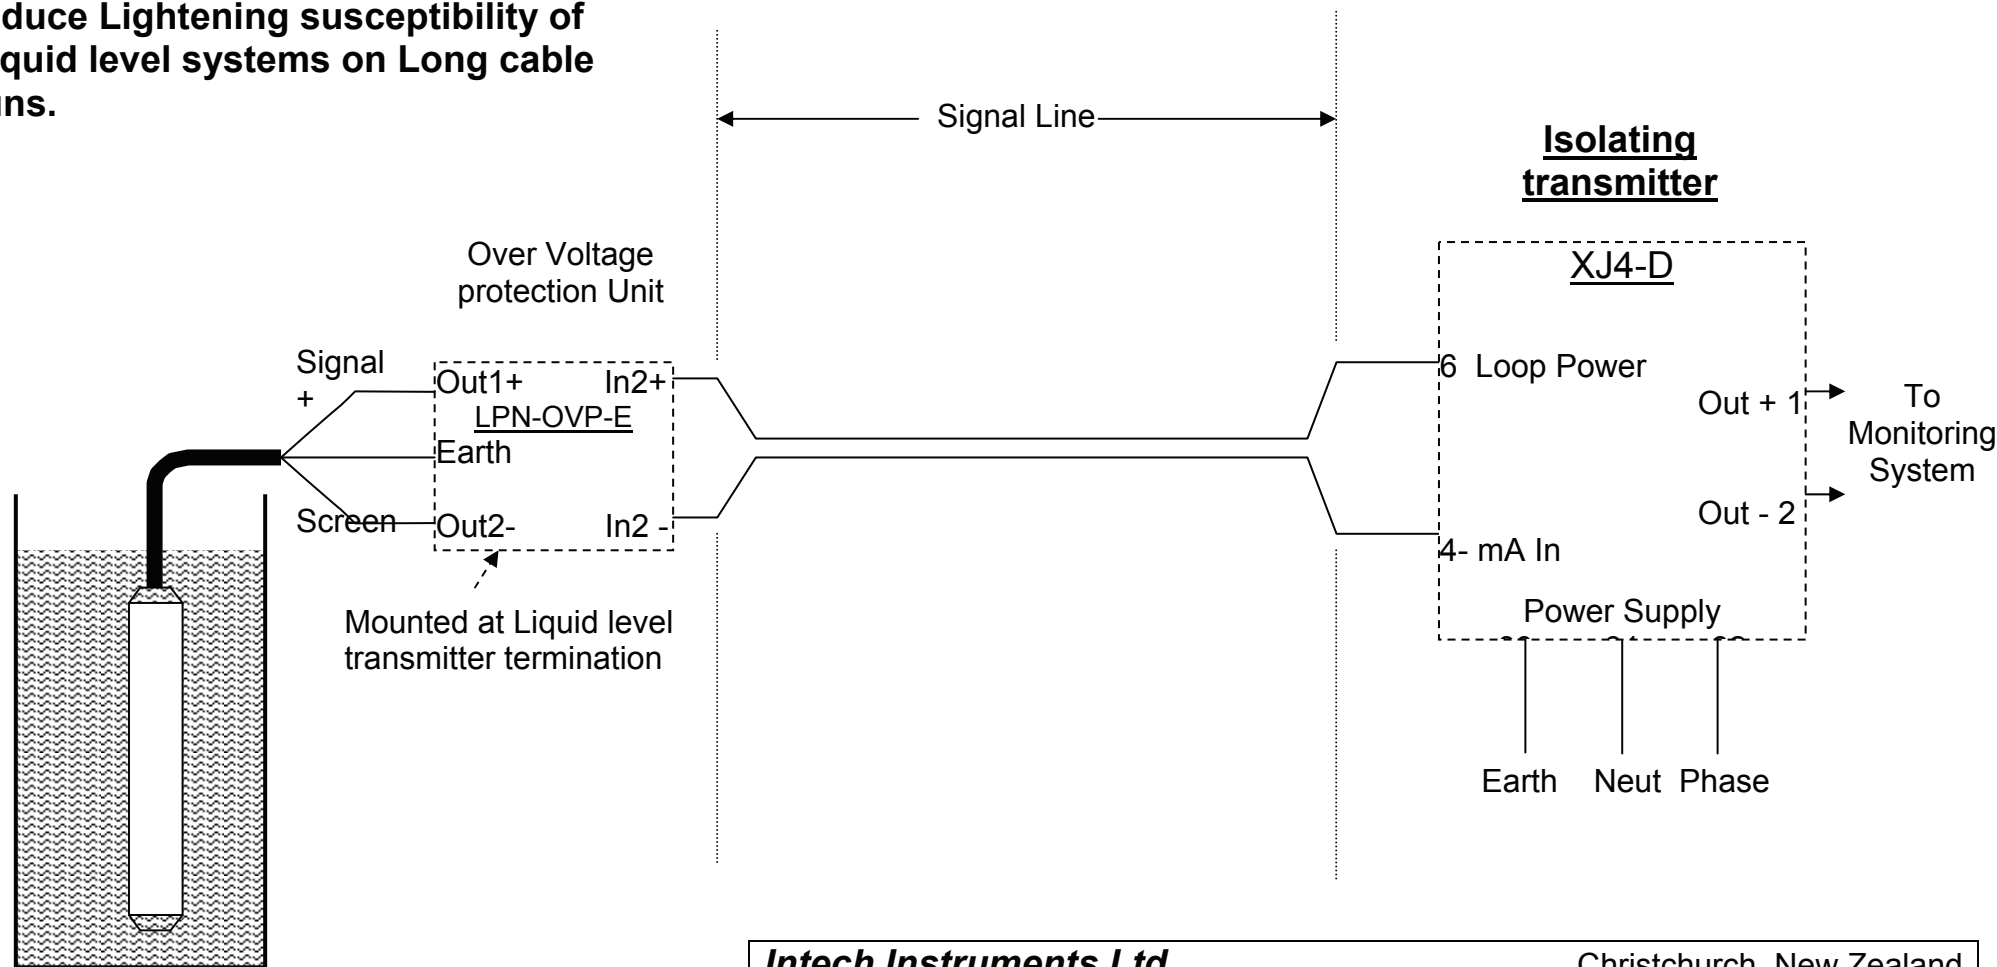 duce Lightening susceptibility of
quid level systems on Long cable
uns.
Signal Line
Isolating
transmitter
Over Voltage
protection Unit
XJ4-D
Signal
+
Out1+ In2+
LPN-OVP-E
Earth
Screen
Out2- In2 -
6 Loop Power
Out + 1
To
Monitoring
System
Out - 2
4- mA In
Mounted at Liquid level
transmitter termination
Power Supply
Earth Neut Phase
Intech Instruments Ltd
Christchurch, New Zealand